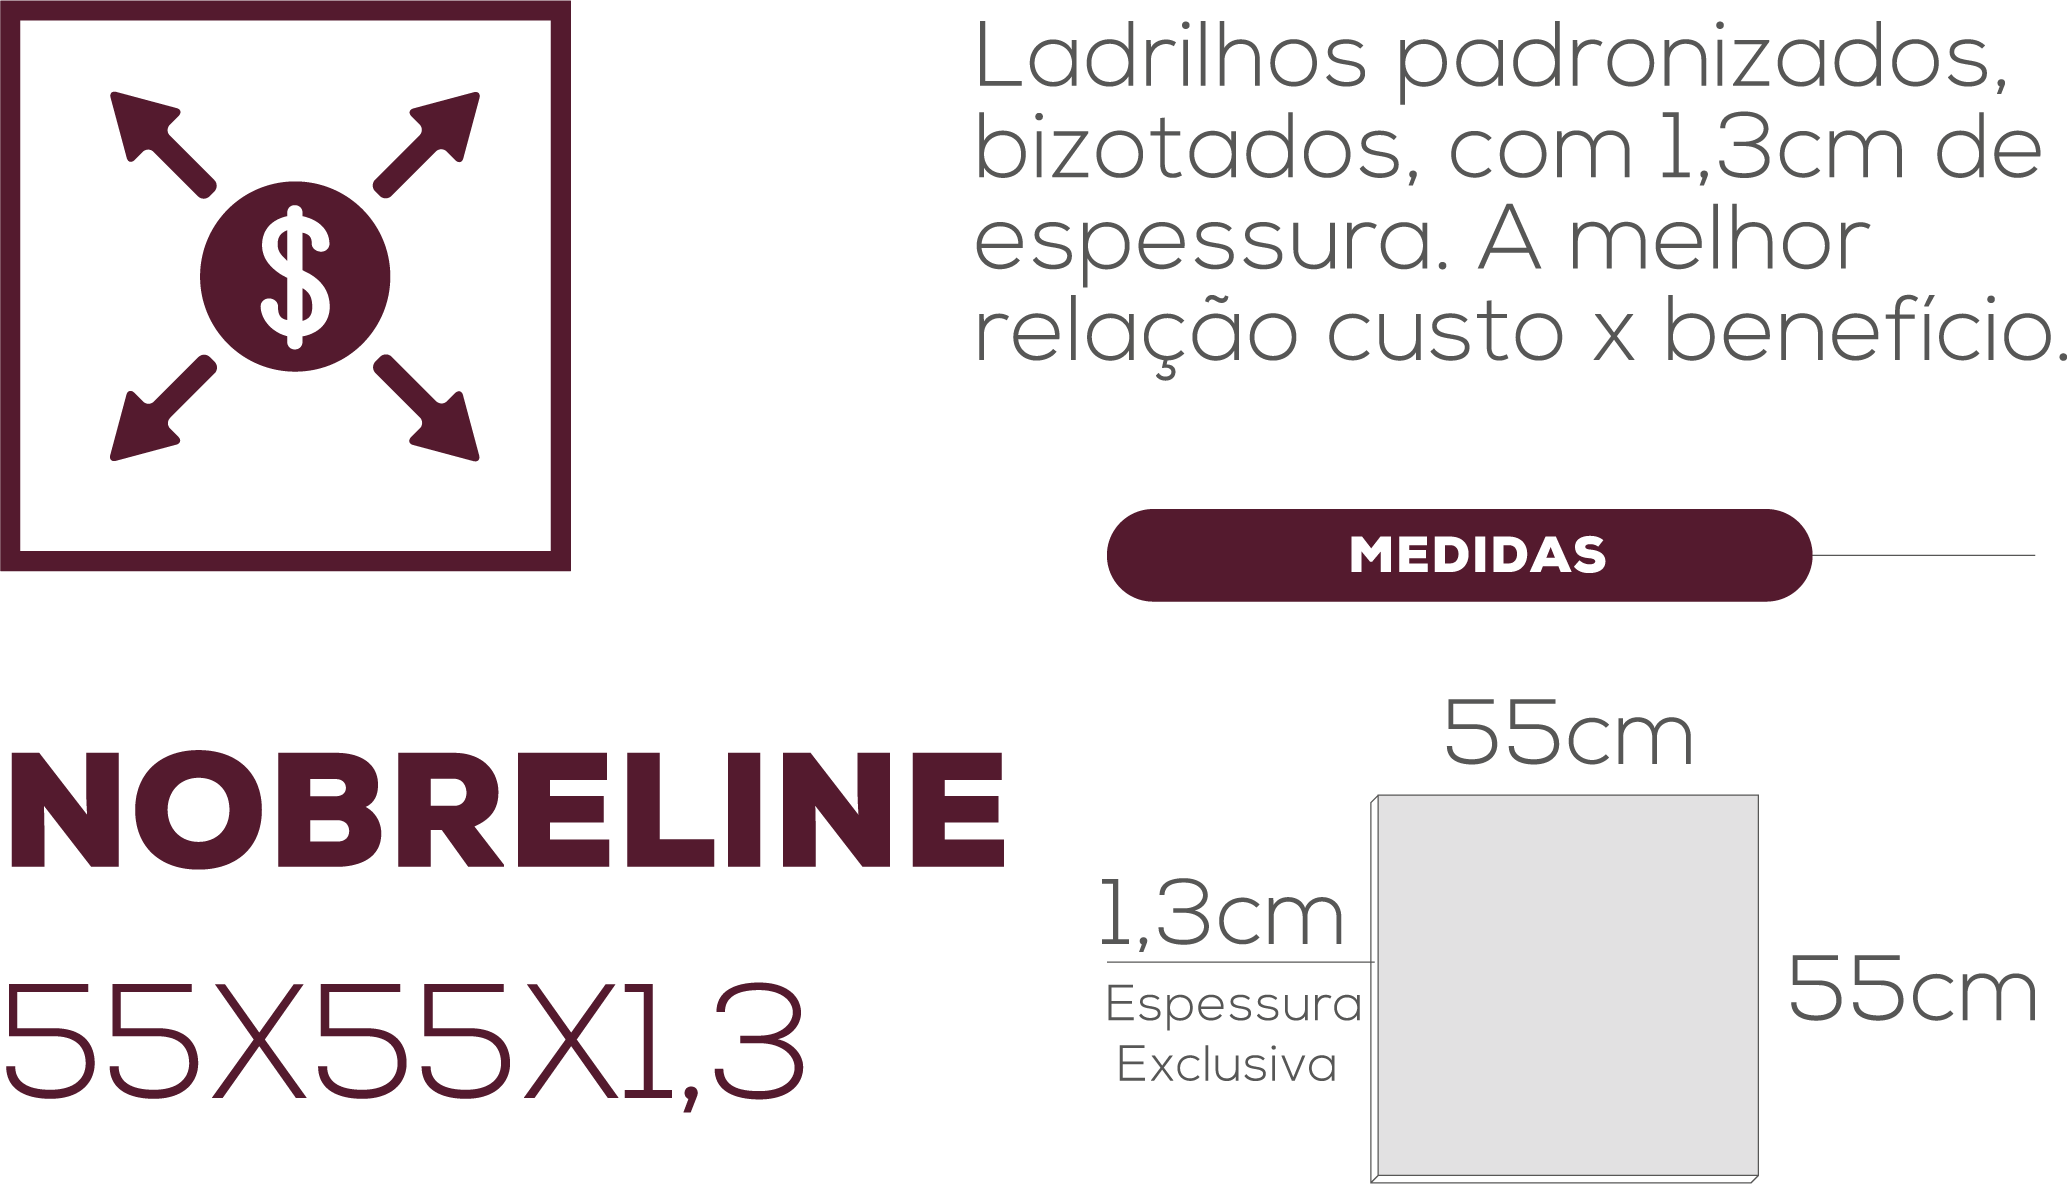 $
Ladrilhos padronizados,
bizotados, com 1,3cm de
espessura. A melhor
relação custo x benefício.
MEDIDAS
NOBRELINE
55X55X1,3
55cm
1,3cm
Espessura
Exclusiva
55cm